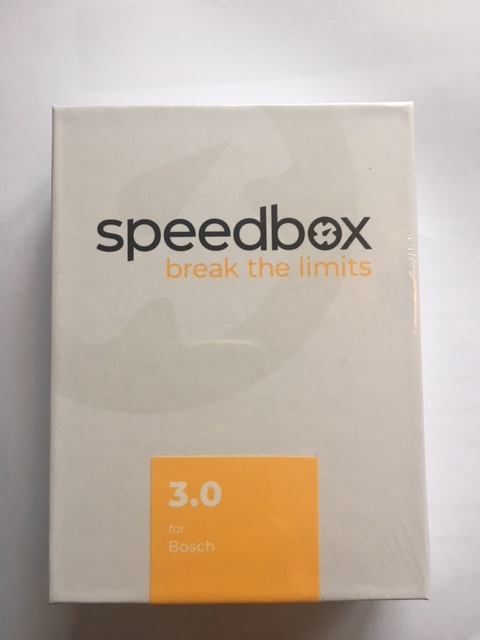 speedbox
break the limits
3.0
for
Bosch